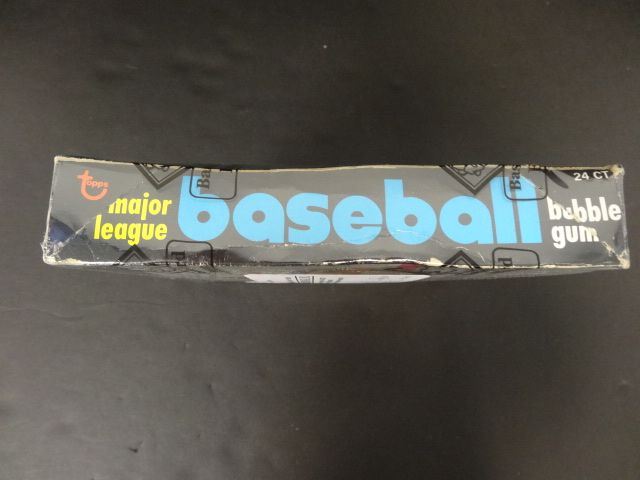 topps
major
league
baseball
bubble
gum
24 CT